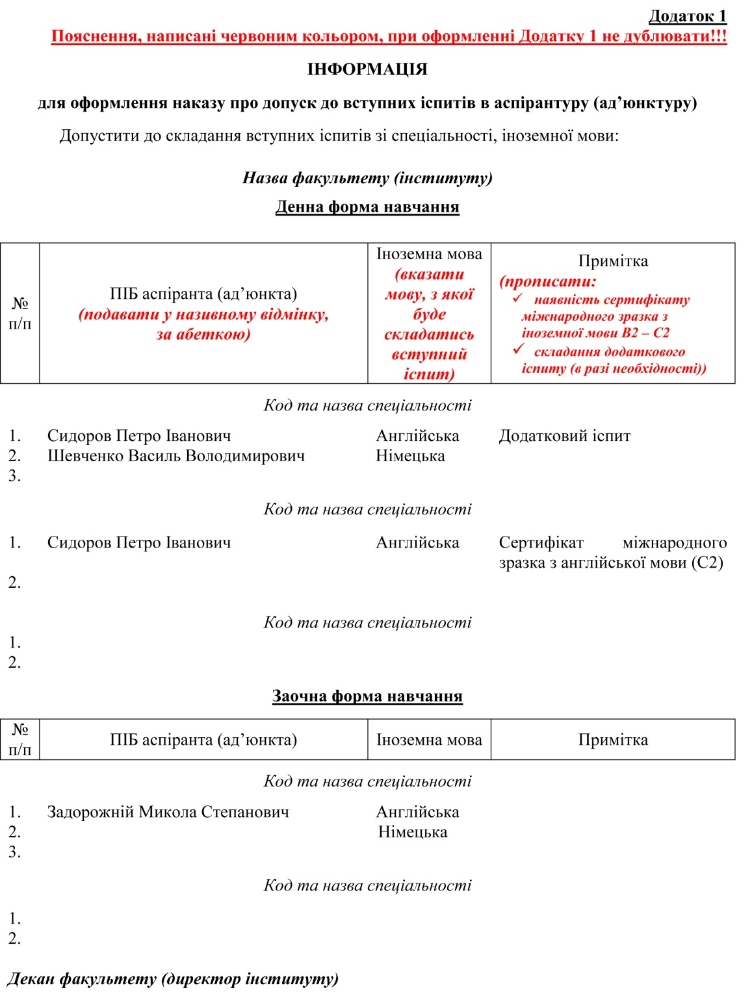 Додаток 1
Пояснення, написані червоним кольором, при оформленні Додатку 1 не дублювати!!!
ІНФОРМАЦІЯ
для оформлення наказу про допуск до вступних іспитів в аспірантуру (ад’юнктуру)
Допустити до складання вступних іспитів зі спеціальності, іноземної мови:
Назва факультету (інституту)
Денна форма навчання
№
п/п
ПІБ аспіранта (ад’юнкта)
(подавати у називному відмінку,
за абеткою)
Іноземна мова
(вказати
мову, з якої
буде
складатись
вступний
іспит)
Примітка
(прописати:
✓ наявність сертифікату
міжнародного зразка з
іноземної мови В2 – С2
✓ складання додаткового
іспиту (в разі необхідності))
Код та назва спеціальності
1. Сидоров Петро Іванович Англійська Додатковий іспит
2. Шевченко Василь Володимирович Німецька
3.
Код та назва спеціальності
1. Сидоров Петро Іванович Англійська Сертифікат міжнародного
зразка з англійської мови (С2)
2.
Код та назва спеціальності
1.
2.
Заочна форма навчання
№
п/п
ПІБ аспіранта (ад’юнкта)
Іноземна мова
Примітка
Код та назва спеціальності
1. Задорожній Микола Степанович Англійська
2. Німецька
3.
Код та назва спеціальності
1.
2.
Декан факультету (директор інституту)